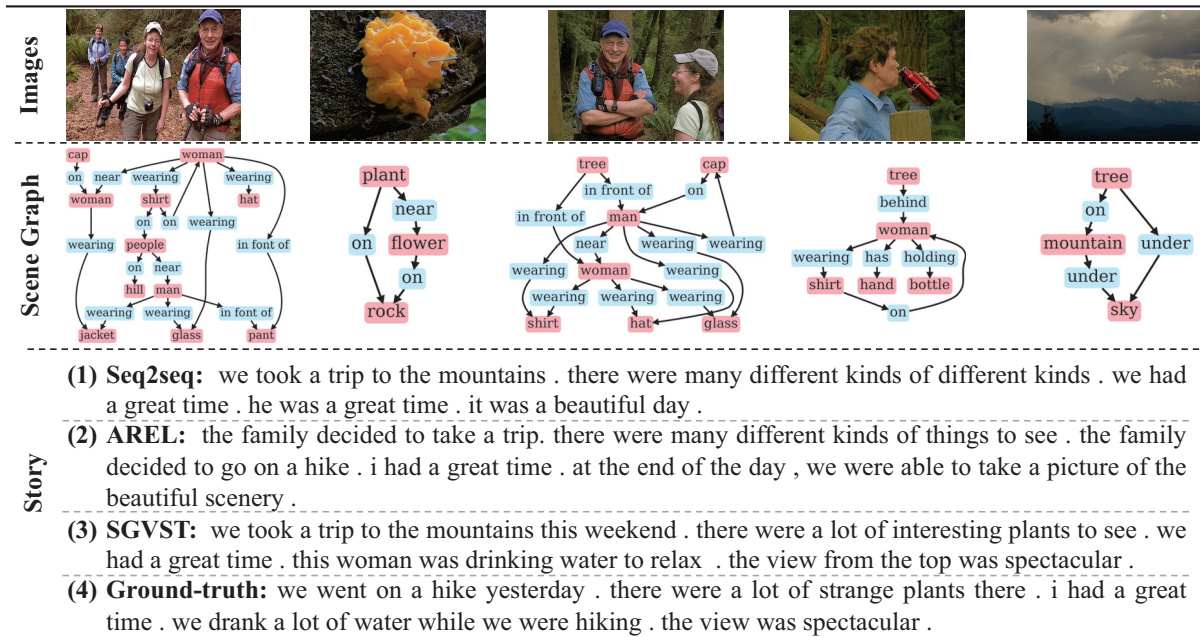 Images
Scene Graph
cap
woman
on
near
wearing
wearing
woman
shirt
hat
on
on
wearing
wearing
people
in font of
on
near
hill
man
wearing
wearing
in front of
jacket
glass
pant
plant
near
on
flower
on
rock
tree
cap
in front of
on
in front of
man
near
wearing
wearing
wearing
woman
wearing
wearing
wearing
wearing
shirt
hat
glass
tree
behind
woman
wearing
has
holding
shirt
hand
bottle
on
tree
on
mountain
under
under
sky
Story
(1) Seq2seq: we took a trip to the mountains . there were many different kinds of different kinds . we had
a great time . he was a great time . it was a beautiful day .
(2) AREL: the family decided to take a trip. there were many different kinds of things to see . the family
decided to go on a hike . i had a great time . at the end of the day , we were able to take a picture of the
beautiful scenery .
(3) SGVST: we took a trip to the mountains this weekend . there were a lot of interesting plants to see . we
had a great time . this woman was drinking water to relax . the view from the top was spectacular .
(4) Ground-truth: we went on a hike yesterday . there were a lot of strange plants there . i had a great
time . we drank a lot of water while we were hiking . the view was spectacular .